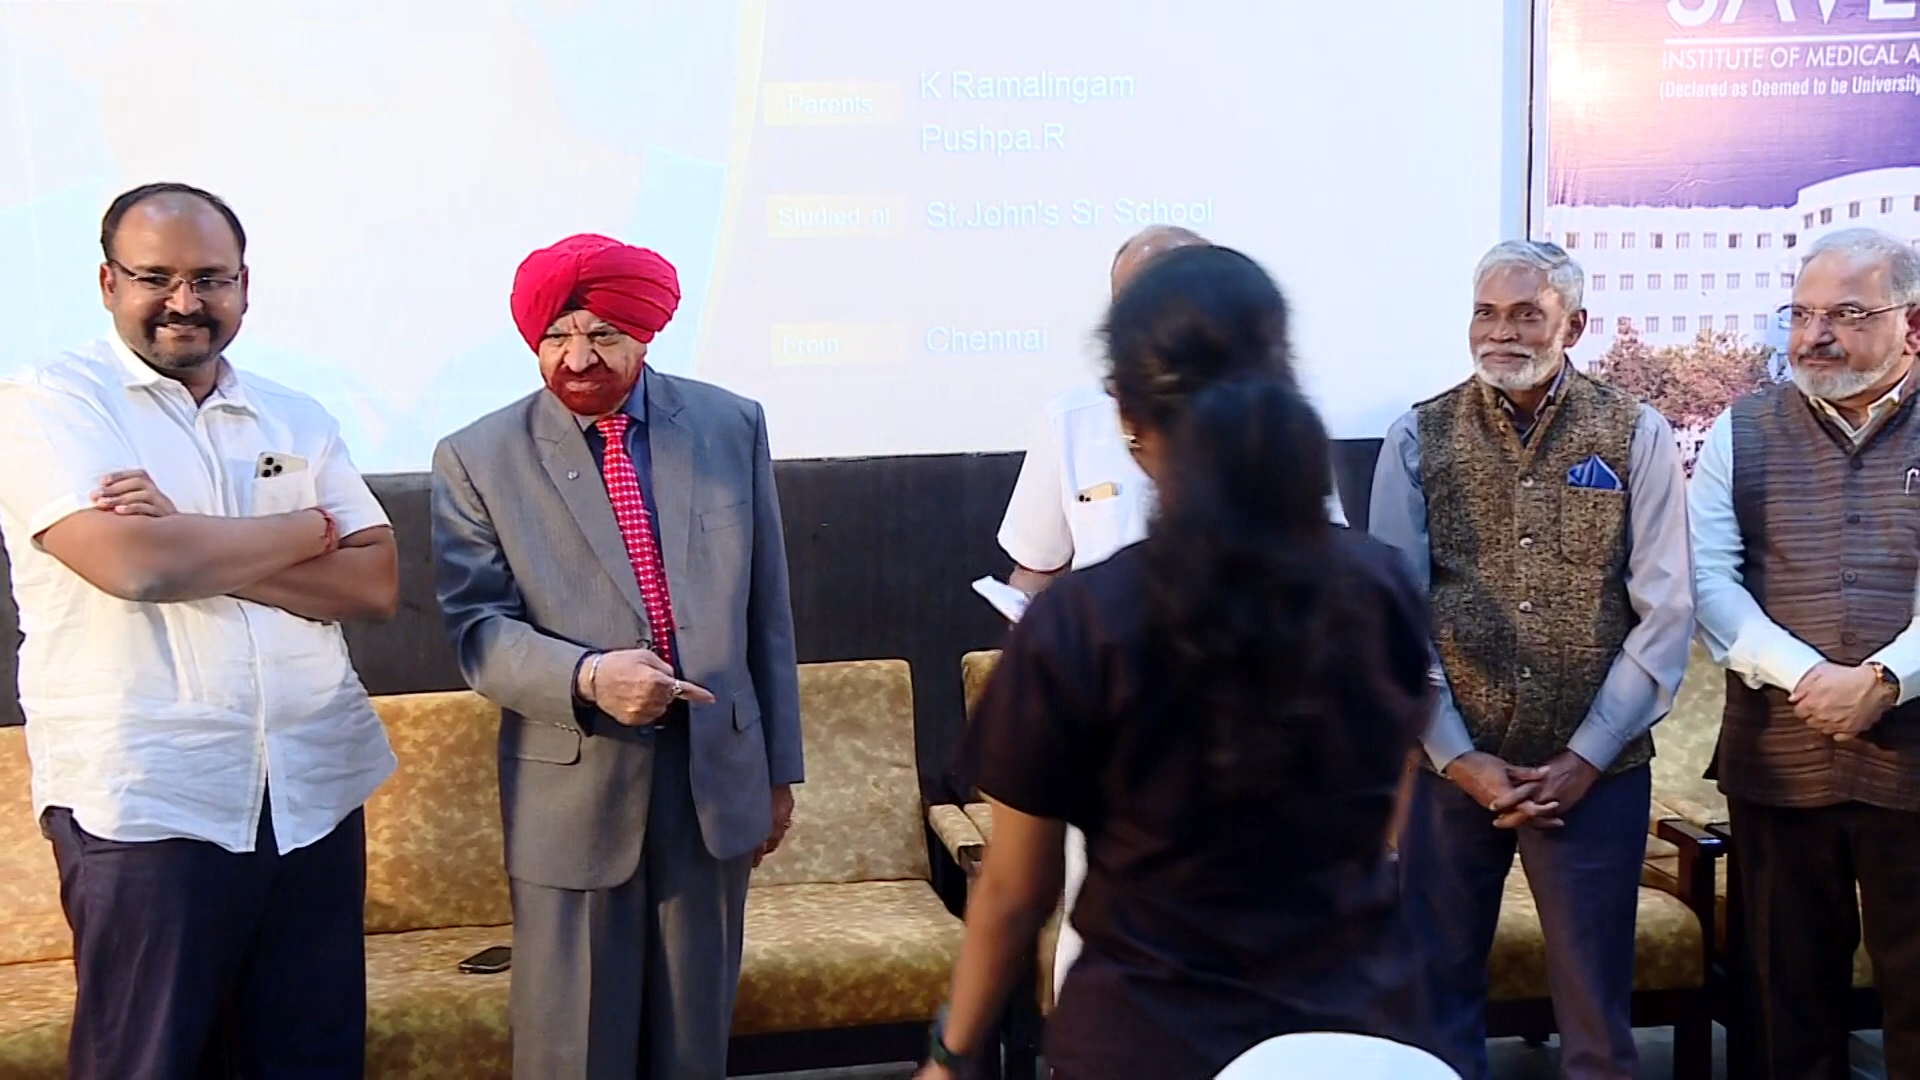 Parents
K Ramalingam
Pushpa.R
Studied at
St.John's Sr School
From
Chennai
SAVE
INSTITUTE OF MEDICAL A
(Declared as Deemed to be University